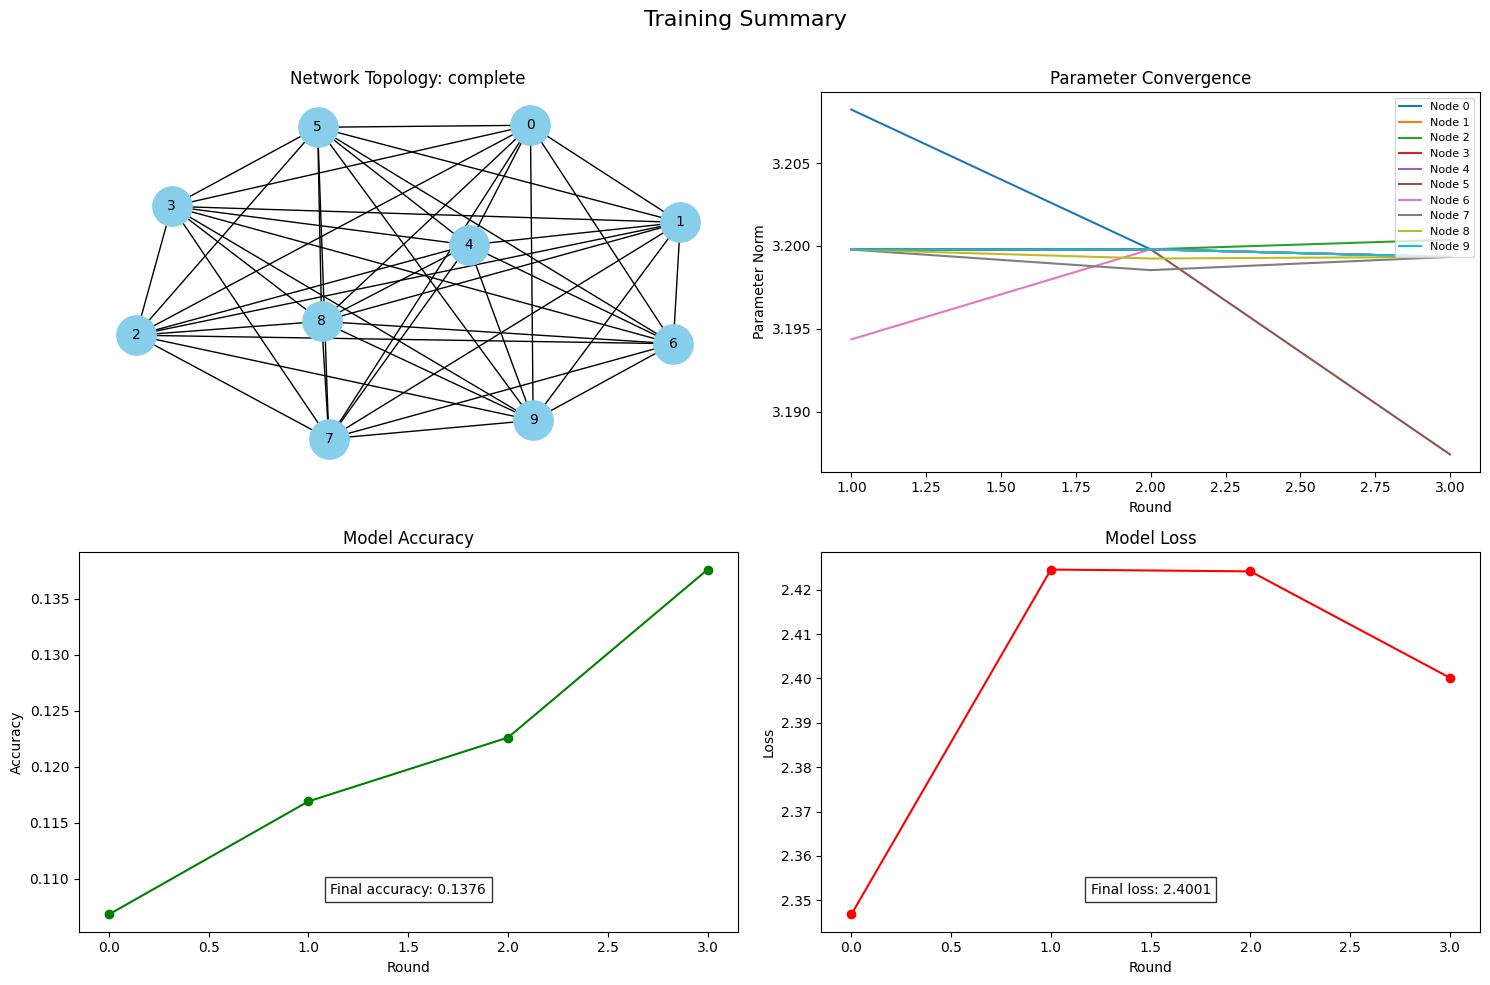 Training Summary
Network Topology: complete
5
0
3
1
4
8
2
6
9
7
Parameter Convergence
Parameter Norm
3.205
3.200
3.195
3.190
Node 0
Node 1
Node 2
Node 3
Node 4
Node 5
Node 6
Node 7
Node 8
Node 9
1.00 1.25 1.50 1.75 2.00 2.25 2.50 2.75 3.00
Round
Model Accuracy
Accuracy
0.135
0.130
0.125
0.120
0.115
0.110
Final accuracy: 0.1376
0.0 0.5 1.0 1.5 2.0 2.5 3.0
Round
Model Loss
Loss
2.42
2.41
2.40
2.39
2.38
2.37
2.36
2.35
Final loss: 2.4001
0.0 0.5 1.0 1.5 2.0 2.5 3.0
Round